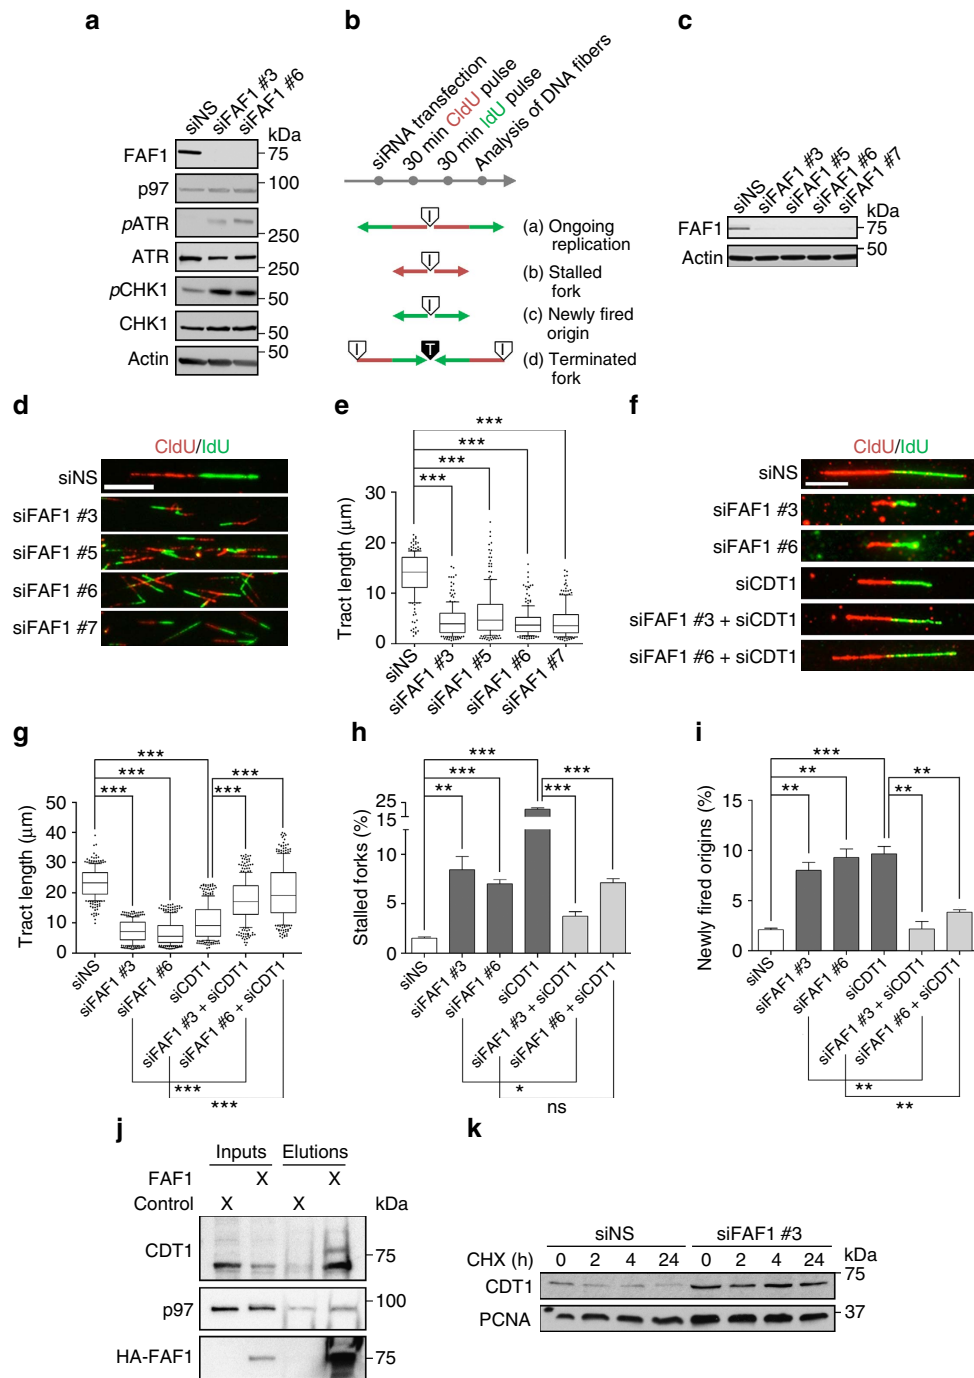 a
siNS
siFAF1 #3
siFAF1 #6
kDa
FAF1
75
p97
100
pATR
250
ATR
250
pCHK1
50
CHK1
50
Actin
50
b
siRNA transfection
30 min CldU pulse
30 min IdU pulse
Analysis of DNA fibers
I
(a) Ongoing
replication
I
(b) Stalled
fork
I
(c) Newly fired
origin
I
T
I
(d) Terminated
fork
c
siNS
siFAF1 #3
siFAF1 #5
siFAF1 #6
siFAF1 #7
kDa
FAF1
75
50
Actin
d
CldU/IdU
siNS
siFAF1 #3
siFAF1 #5
siFAF1 #6
siFAF1 #7
e
***
***
***
***
Tract length (µm)
30
20
10
0
siNS
siFAF1 #3
siFAF1 #5
siFAF1 #6
siFAF1 #7
f
CldU/IdU
siNS
siFAF1 #3
siFAF1 #6
siCDT1
siFAF1 #3 + siCDT1
siFAF1 #6 + siCDT1
g
***
***
***
***
***
Tract length (µm)
50
40
30
20
10
0
siNS
siFAF1 #3
siFAF1 #6
siCDT1
siFAF1 #3 + siCDT1
siFAF1 #6 + siCDT1
***
***
h
***
***
**
***
***
Stalled forks (%)
25
15
10
5
0
siNS
siFAF1 #3
siFAF1 #6
siCDT1
siFAF1 #3 + siCDT1
siFAF1 #6 + siCDT1
*
ns
i
***
**
**
**
**
Newly fired origins (%)
15
10
5
0
siNS
siFAF1 #3
siFAF1 #6
siCDT1
siFAF1 #3 + siCDT1
siFAF1 #6 + siCDT1
**
**
j
Inputs
Elutions
FAF1
X
X
Control
X
X
kDa
CDT1
75
p97
100
HA-FAF1
75
k
siNS
siFAF1 #3
CHX (h)
0
2
4
24
0
2
4
24
kDa
75
CDT1
PCNA
37